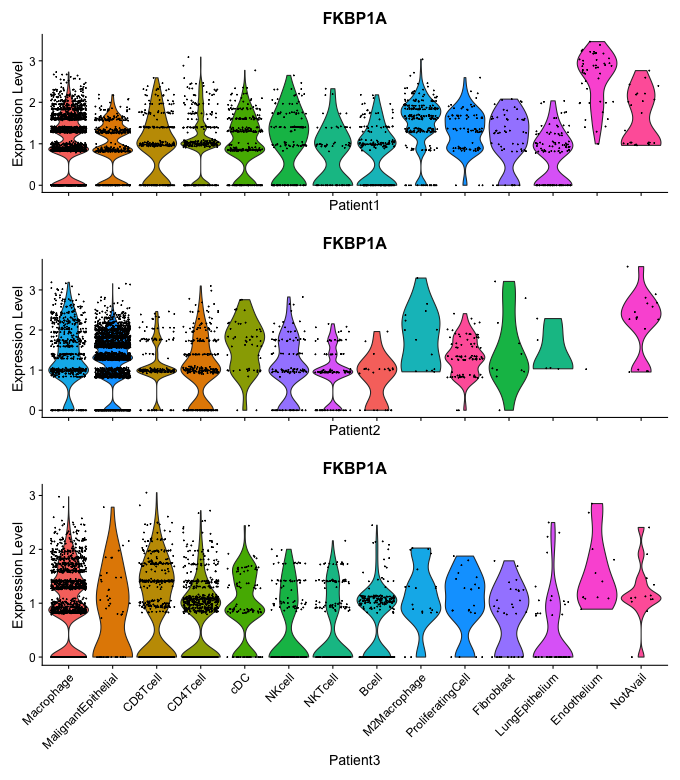 FKBP1A
Expression Level
3
2
1
0
Patient1
FKBP1A
Expression Level
3
2
1
0
Patient2
FKBP1A
Expression Level
3
2
1
0
Macrophage
MalignantEpithelial
CD8Tcell
CD4Tcell
cDC
NKcell
NKTcell
Bcell
M2Macrophage
ProliferatingCell
Fibroblast
LungEpithelium
Endothelium
NotAvail
Patient3